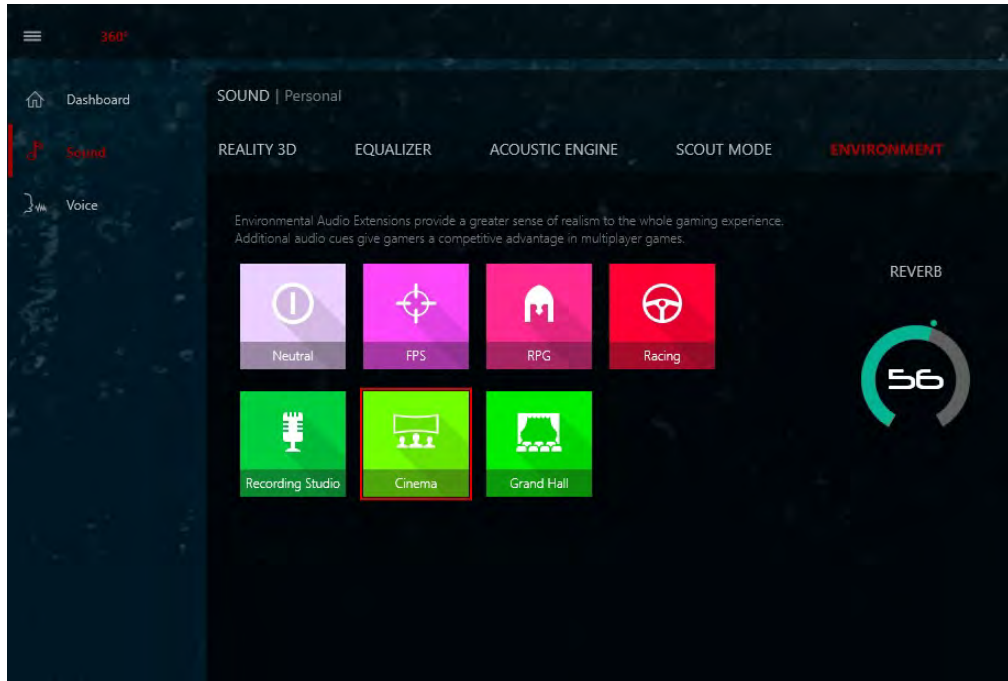 360°
Dashboard
Sound
Voice
SOUND | Personal
REALITY 3D
EQUALIZER
ACOUSTIC ENGINE
SCOUT MODE
ENVIRONMENT
Environmental Audio Extensions provide a greater sense of realism to the whole gaming experience.
Additional audio cues give gamers a competitive advantage in multiplayer games.
Neutral
FPS
RPG
Racing
Recording Studio
Cinema
Grand Hall
REVERB
56